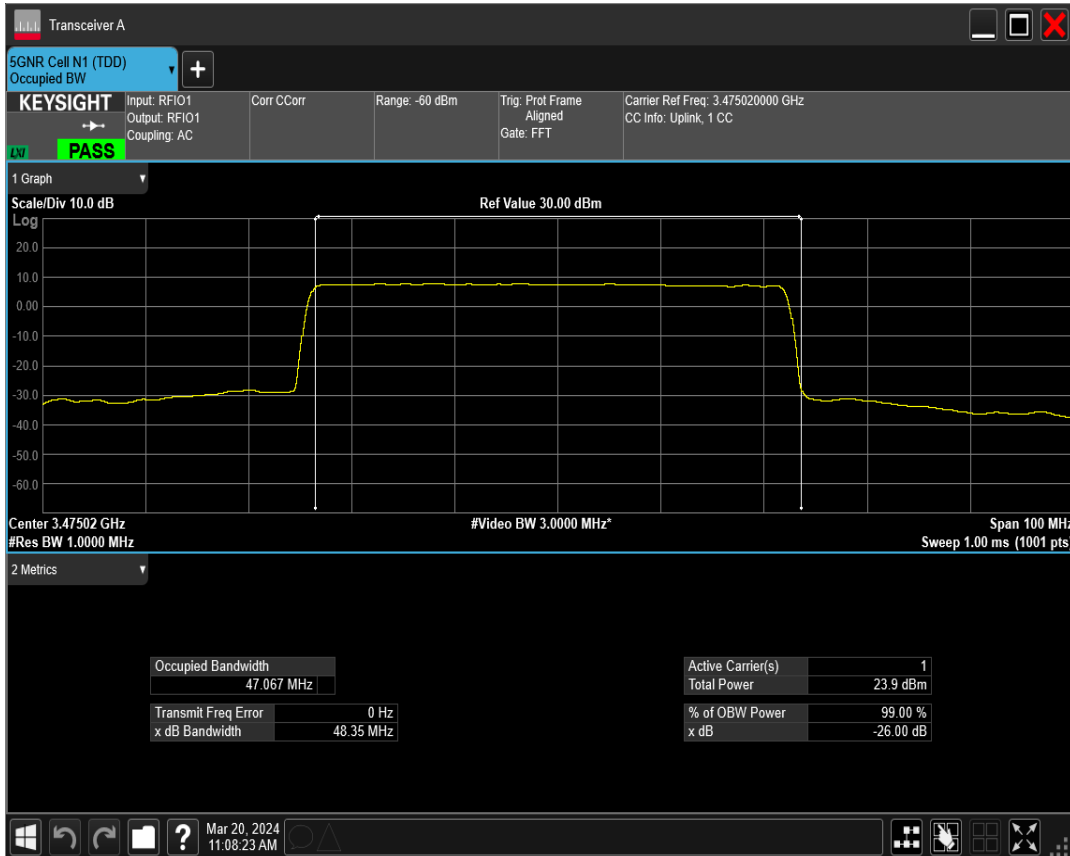 Transceiver A
5GNR Cell N1 (TDD)
Occupied BW
+
KEYSIGHT
LXI
PASS
Input: RFIO1
Output: RFIO1
Coupling: AC
Corr CCorr
Range: -60 dBm
Trig: Prot Frame
Aligned
Gate: FFT
Carrier Ref Freq: 3.475020000 GHz
CC Info: Uplink, 1 CC
1 Graph
Scale/Div 10.0 dB
Ref Value 30.00 dBm
Log
20.0
10.0
0.00
-10.0
-20.0
-30.0
-40.0
-50.0
-60.0
Center 3.47502 GHz
#Video BW 3.0000 MHz*
Span 100 MHz
#Res BW 1.0000 MHz
Sweep 1.00 ms (1001 pts)
2 Metrics
Occupied Bandwidth
47.067 MHz
Transmit Freq Error 0 Hz
x dB Bandwidth 48.35 MHz
Active Carrier(s) 1
Total Power 23.9 dBm
% of OBW Power 99.00 %
x dB -26.00 dB
?
Mar 20, 2024
11:08:23 AM